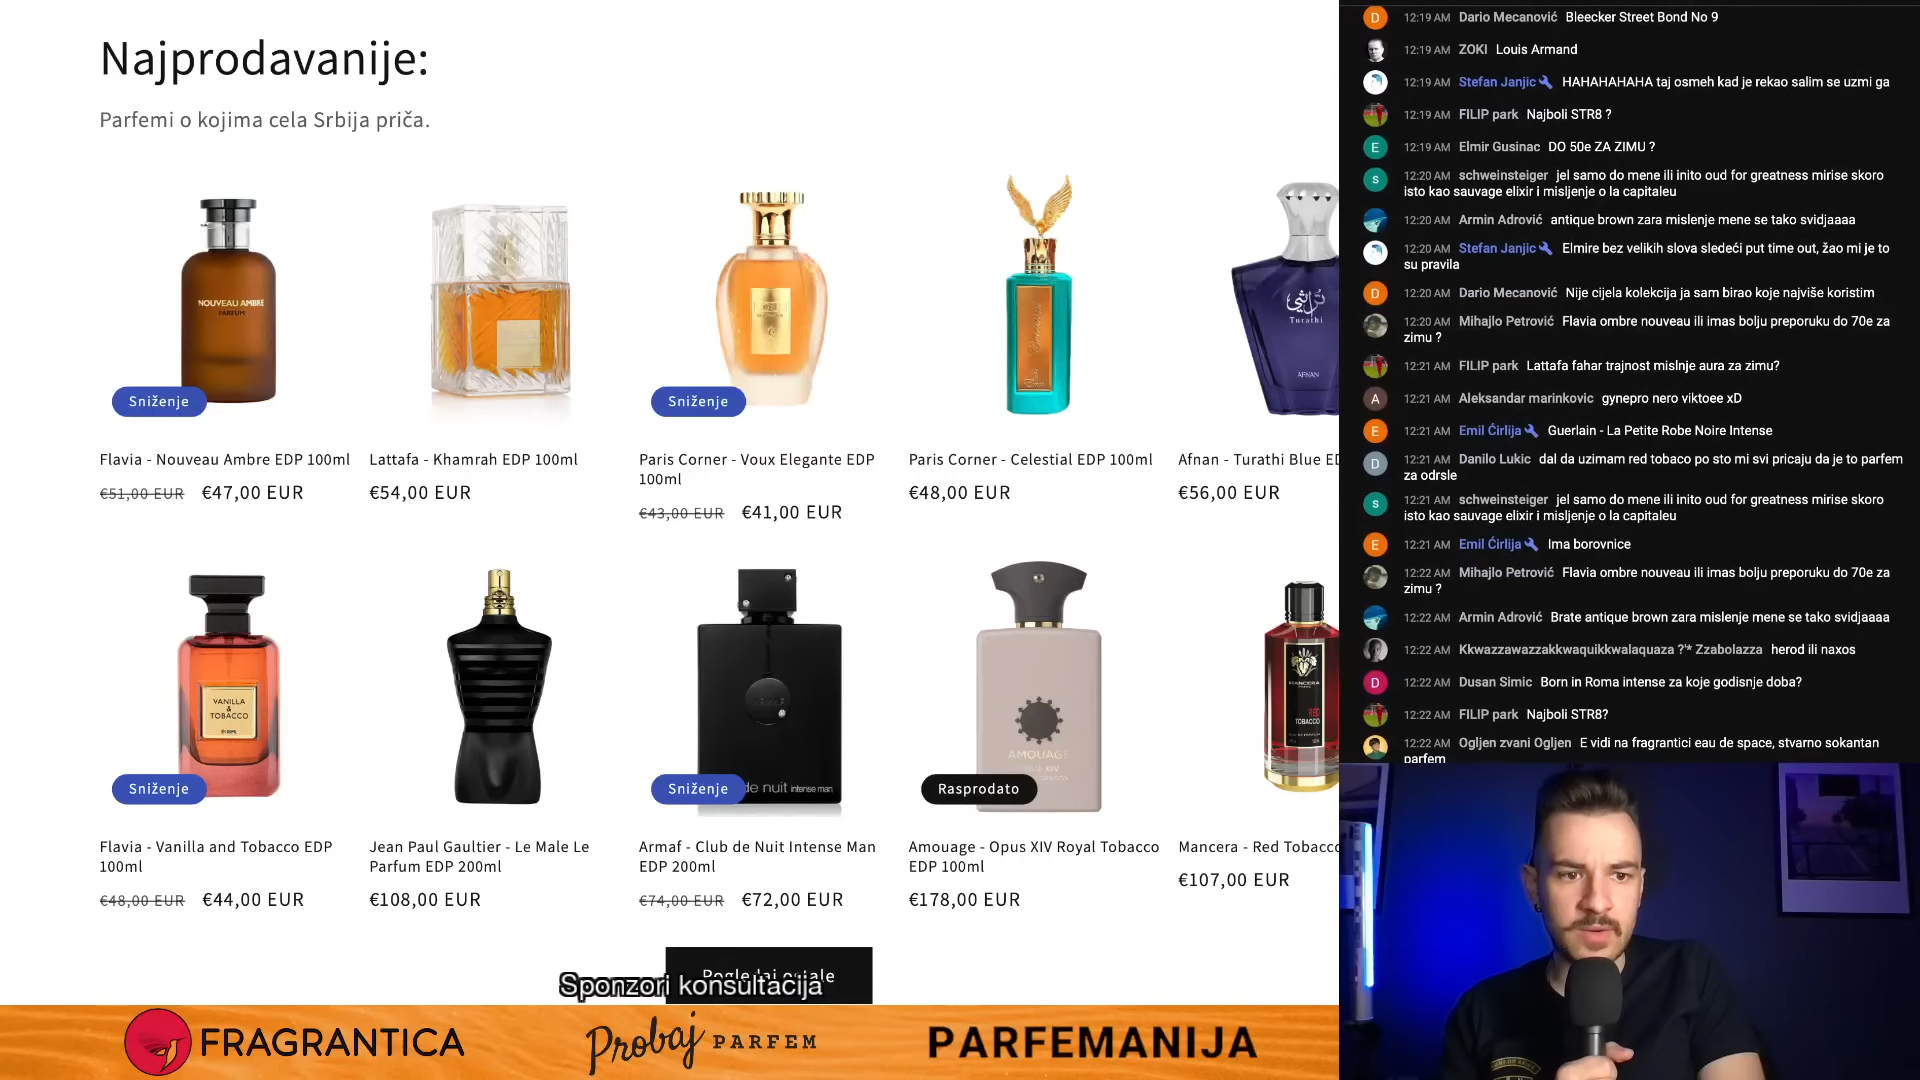 Najprodavanije:
Parfemi o kojima cela Srbija priča.
NOUVEAU AMBRE
PARFUM
Turathi
AFNAN
Sniženje
Sniženje
Flavia - Nouveau Ambre EDP 100ml
€51,00 EUR €47,00 EUR
Lattafa - Khamrah EDP 100ml
€54,00 EUR
Paris Corner - Voux Elegante EDP
100ml
€43,00 EUR €41,00 EUR
Paris Corner - Celestial EDP 100ml
€48,00 EUR
Afnan - Turathi Blue ED
€56,00 EUR
VANILLA
&
TOBACCO
AMOUAGE
MANCERA
RED
TOBACCO
Sniženje
Sniženje
de nuit intense man
Rasprodato
Flavia - Vanilla and Tobacco EDP
100ml
€48,00 EUR €44,00 EUR
Jean Paul Gaultier - Le Male Le
Parfum EDP 200ml
€108,00 EUR
Armaf - Club de Nuit Intense Man
EDP 200ml
€74,00 EUR €72,00 EUR
Amouage - Opus XIV Royal Tobacco
EDP 100ml
€178,00 EUR
Mancera - Red Tobacco
€107,00 EUR
Sponzori konsultacija
FRAGRANTICA
Probaj PARFEM
PARFEMANIJA
D 12:19 AM Dario Mecanović Bleecker Street Bond No 9
12:19 AM ZOKI Louis Armand
12:19 AM Stefan Janjic HAHAHAHAHA taj osmeh kad je rekao salim se uzmi ga
12:19 AM FILIP park Najboli STR8 ?
E 12:19 AM Elmir Gusinac DO 50e ZA ZIMU ?
s 12:20 AM schweinsteiger jel samo do mene ili inito oud for greatness mirise skoro
isto kao sauvage elixir i misljenje o la capitaleu
12:20 AM Armin Adrović antique brown zara mislenje mene se tako svidjaaaa
12:20 AM Stefan Janjic Elmire bez velikih slova sledeći put time out, žao mi je to
su pravila
D 12:20 AM Dario Mecanović Nije cijela kolekcija ja sam birao koje najviše koristim
12:20 AM Mihajlo Petrović Flavia ombre nouveau ili imas bolju preporuku do 70e za
zimu ?
12:21 AM FILIP park Lattafa fahar trajnost mislnje aura za zimu?
A 12:21 AM Aleksandar marinkovic gynepro nero viktoee xD
E 12:21 AM Emil Ćirlija Guerlain - La Petite Robe Noire Intense
D 12:21 AM Danilo Lukic dal da uzimam red tobaco po sto mi svi pricaju da je to parfem
za odrsle
s 12:21 AM schweinsteiger jel samo do mene ili inito oud for greatness mirise skoro
isto kao sauvage elixir i misljenje o la capitaleu
E 12:21 AM Emil Ćirlija Ima borovnice
12:22 AM Mihajlo Petrović Flavia ombre nouveau ili imas bolju preporuku do 70e za
zimu ?
12:22 AM Armin Adrović Brate antique brown zara mislenje mene se tako svidjaaaa
12:22 AM Kkwazzawazzakkwaquikkwalaquaza ?'* Zzabolazza herod ili naxos
D 12:22 AM Dusan Simic Born in Roma intense za koje godisnje doba?
12:22 AM FILIP park Najboli STR8?
12:22 AM Ogljen zvani Ogljen E vidi na fragrantici eau de space, stvarno sokantan
parfem